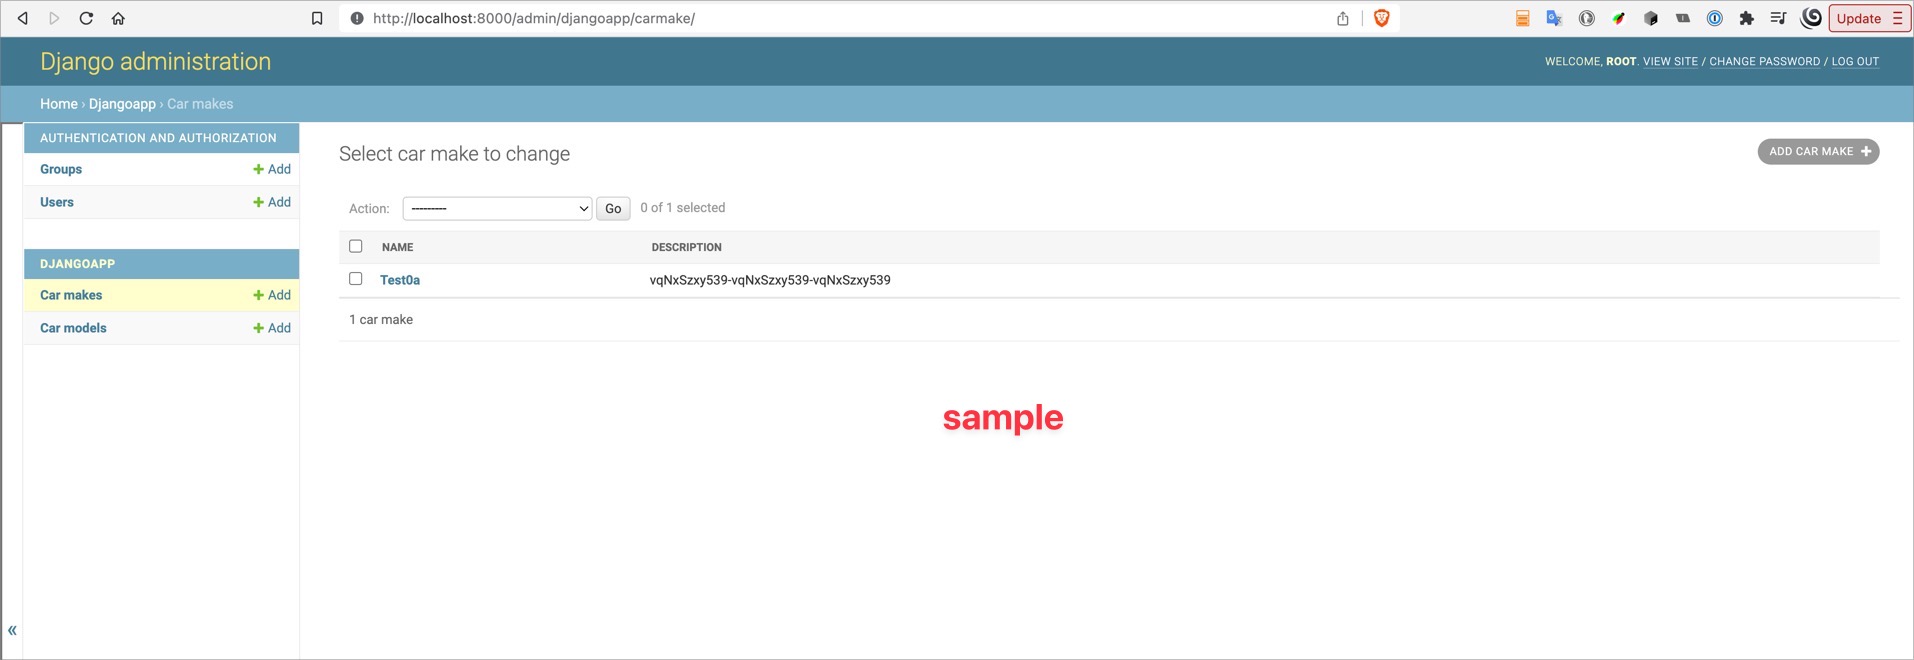 http://localhost:8000/admin/djangoapp/carmake/
Update
Django administration
WELCOME, ROOT. VIEW SITE / CHANGE PASSWORD / LOG OUT
Home › Djangoapp › Car makes
AUTHENTICATION AND AUTHORIZATION
Groups + Add
Users + Add
DJANGOAPP
Car makes + Add
Car models + Add
«
Select car make to change
ADD CAR MAKE +
Action: --------- Go 0 of 1 selected
NAME DESCRIPTION
Test0a vqNxSzxy539-vqNxSzxy539-vqNxSzxy539
1 car make
sample